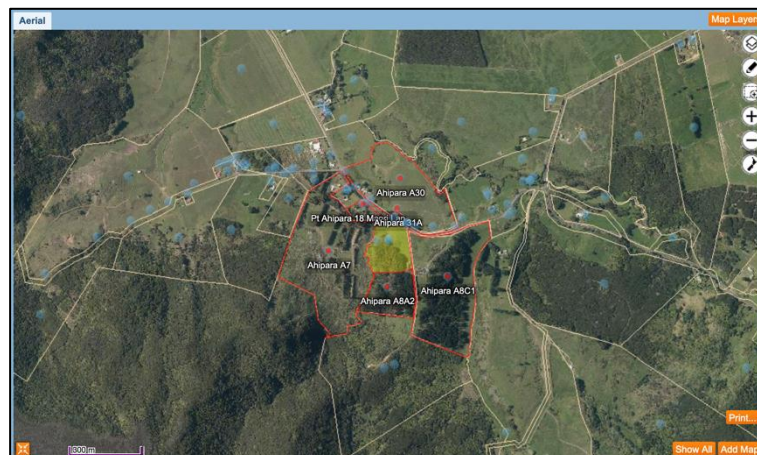 Aerial
Map Layer
Ahipara A30
Pt Ahipara 18 Maori Lan
Ahipara 31A
Ahipara A7
Ahipara A8A2
Ahipara A8C1
Print...
300 m
Show All
Add Map